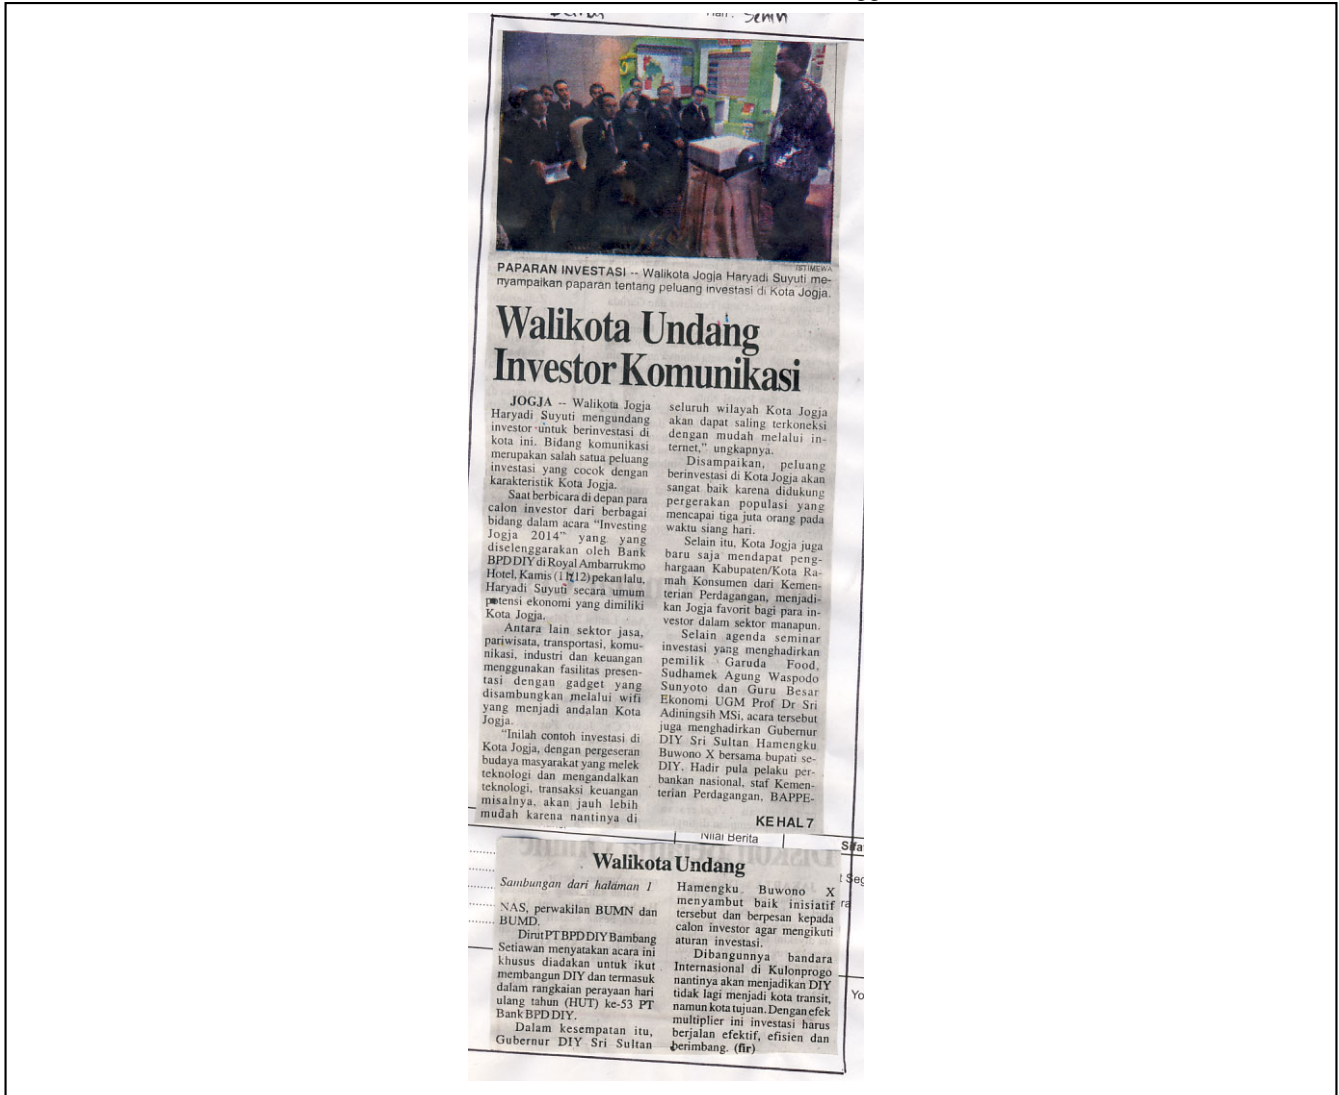 Senin
ISTIMEWA
PAPARAN INVESTASI -- Walikota Jogja Haryadi Suyuti me-
nyampaikan paparan tentang peluang investasi di Kota Jogja.
Walikota Undang
Investor Komunikasi
JOGJA -- Walikota Jogja
Haryadi Suyuti mengundang
investor untuk berinvestasi di
kota ini. Bidang komunikasi
merupakan salah satua peluang
investasi yang cocok dengan
karakteristik Kota Jogja.
Saat berbicara di depan para
calon investor dari berbagai
bidang dalam acara “Investing
Jogja 2014” yang yang
diselenggarakan oleh Bank
BPD DIY di Royal Ambarrukmo
Hotel, Kamis (11/12) pekan lalu,
Haryadi Suyuti secara umum
potensi ekonomi yang dimiliki
Kota Jogja.
Antara lain sektor jasa,
pariwisata, transportasi, komu-
nikasi, industri dan keuangan
menggunakan fasilitas presen-
tasi dengan gadget yang
disambungkan melalui wifi
yang menjadi andalan Kota
Jogja.
“Inilah contoh investasi di
Kota Jogja, dengan pergeseran
budaya masyarakat yang melek
teknologi dan mengandalkan
teknologi, transaksi keuangan
misalnya, akan jauh lebih
mudah karena nantinya di
seluruh wilayah Kota Jogja
akan dapat saling terkoneksi
dengan mudah melalui in-
ternet,” ungkapnya.
Disampaikan, peluang
berinvestasi di Kota Jogja akan
sangat baik karena didukung
pergerakan populasi yang
mencapai tiga juta orang pada
waktu siang hari.
Selain itu, Kota Jogja juga
baru saja mendapat peng-
hargaan Kabupaten/Kota Ra-
mah Konsumen dari Kemen-
terian Perdagangan, menjadi-
kan Jogja favorit bagi para in-
vestor dalam sektor manapun.
Selain agenda seminar
investasi yang menghadirkan
pemilik Garuda Food,
Sudhamek Agung Waspodo
Sunyoto dan Guru Besar
Ekonomi UGM Prof Dr Sri
Adiningsih MSi, acara tersebut
juga menghadirkan Gubernur
DIY Sri Sultan Hamengku
Buwono X bersama bupati se-
DIY. Hadir pula pelaku per-
bankan nasional, staf Kemen-
terian Perdagangan, BAPPE-
KE HAL 7
Nilai Berita
Walikota Undang
Sambungan dari halaman 1
NAS, perwakilan BUMN dan
BUMD.
Dirut PT BPD DIY Bambang
Setiawan menyatakan acara ini
khusus diadakan untuk ikut
membangun DIY dan termasuk
dalam rangkaian perayaan hari
ulang tahun (HUT) ke-53 PT
Bank BPD DIY.
Dalam kesempatan itu,
Gubernur DIY Sri Sultan
Hamengku Buwono X
menyambut baik inisiatif
tersebut dan berpesan kepada
calon investor agar mengikuti
aturan investasi.
Dibangunnya bandara
Internasional di Kulonprogo
nantinya akan menjadikan DIY
tidak lagi menjadi kota transit,
namun kota tujuan. Dengan efek
multiplier ini investasi harus
berjalan efektif, efisien dan
berimbang. (fir)